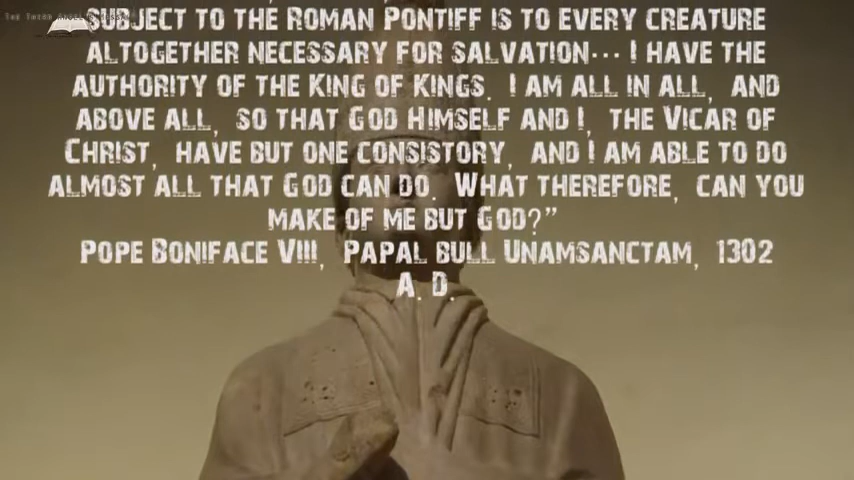 SUBJECT TO THE ROMAN PONTIFF IS TO EVERY CREATURE
ALTOGETHER NECESSARY FOR SALVATION... I HAVE THE
AUTHORITY OF THE KING OF KINGS. I AM ALL IN ALL, AND
ABOVE ALL, SO THAT GOD HIMSELF AND I, THE VICAR OF
CHRIST, HAVE BUT ONE CONSISTORY, AND I AM ABLE TO DO
ALMOST ALL THAT GOD CAN DO. WHAT THEREFORE, CAN YOU
MAKE OF ME BUT GOD?”
POPE BONIFACE VIII, PAPAL BULL UNAMSANCTAM, 1302
A.D.